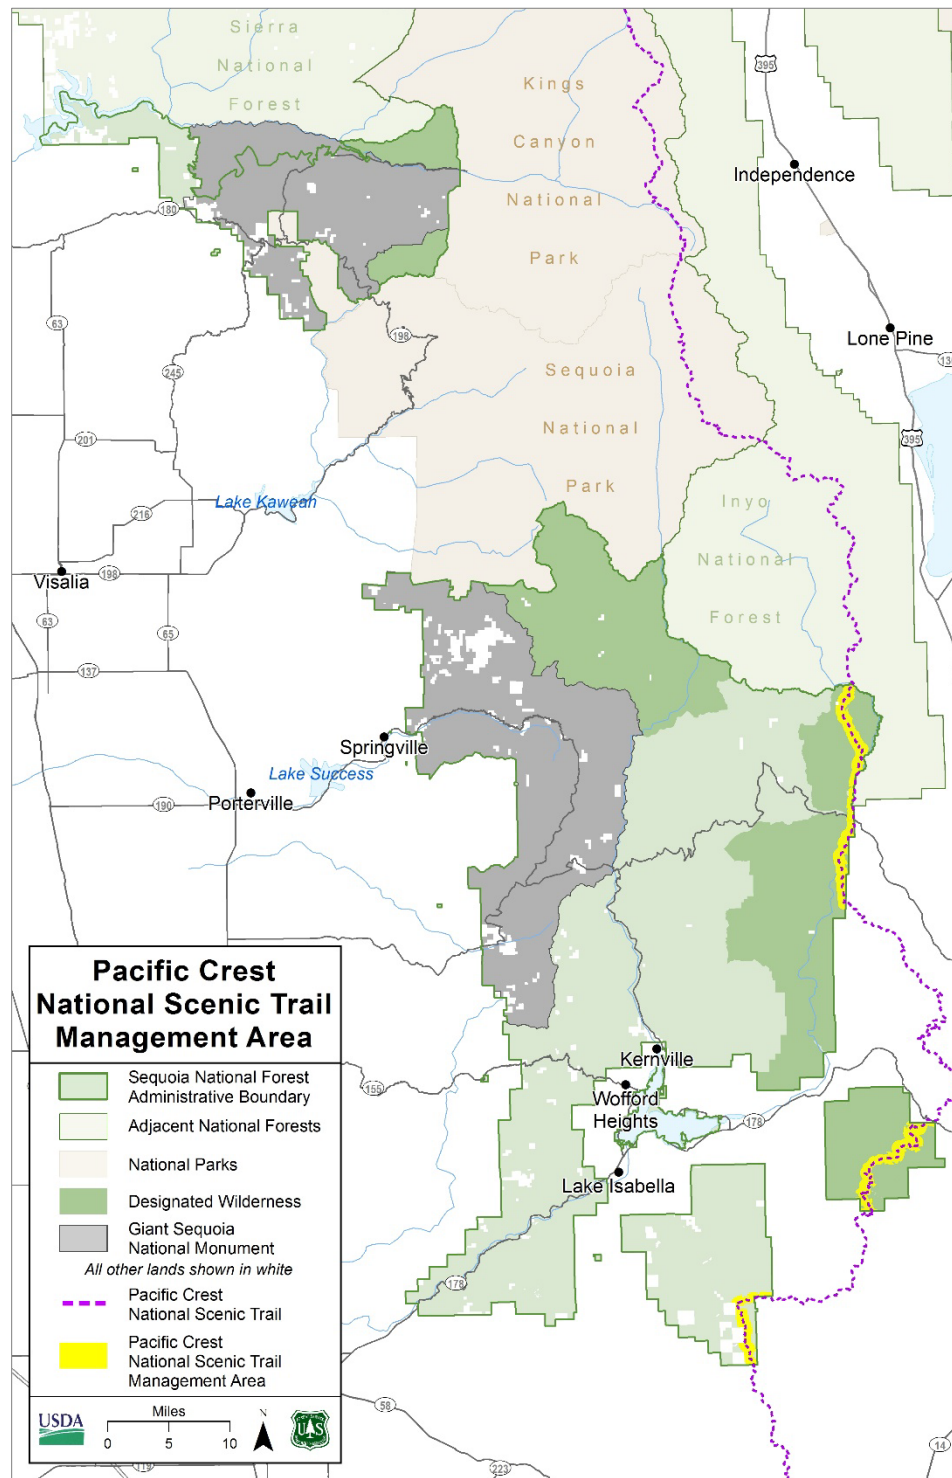 Sierra
National
Forest
Kings
Canyon
National
Park
395
Independence
180
Lone Pine
63
198
245
Sequoia
National
Park
395
201
Lake Kaweah
216
Inyo
National
Forest
Visalia
198
63
65
137
Springville
Lake Success
190
Porterville
Kernville
155
Wofford
Heights
178
Lake Isabella
178
58
14
223
119
Pacific Crest
National Scenic Trail
Management Area
Sequoia National Forest
Administrative Boundary
Adjacent National Forests
National Parks
Designated Wilderness
Giant Sequoia
National Monument
All other lands shown in white
Pacific Crest
National Scenic Trail
Pacific Crest
National Scenic Trail
Management Area
USDA
Miles
0 5 10
N
U S